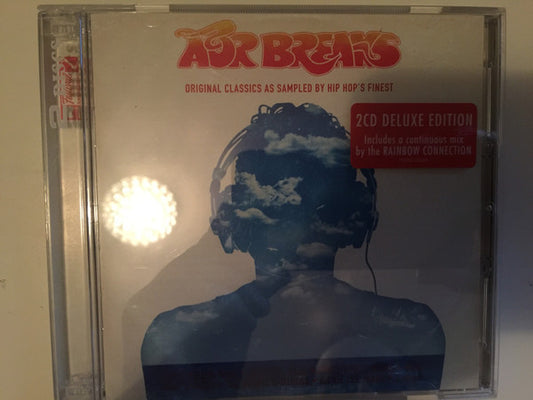 AOR BREAKS
ORIGINAL CLASSICS AS SAMPLED BY HIP HOP'S FINEST
2CD DELUXE EDITION
Includes a continuous mix
by the RAINBOW CONNECTION